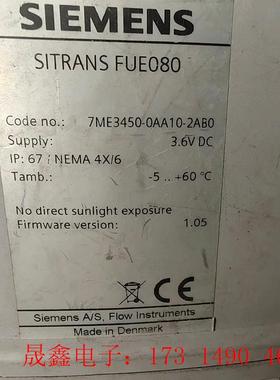 SIEMENS
SITRANS FUE080
Code no.: 7ME3450-0AA10-2AB0
Supply: 3.6V DC
IP: 67 / NEMA 4X/6
Tamb.: -5 .. +60 °C
No direct sunlight exposure
Firmware version: 1.05
CE
Siemens A/S, Flow Instruments
Made in Denmark
晟鑫电子：173 1490 4